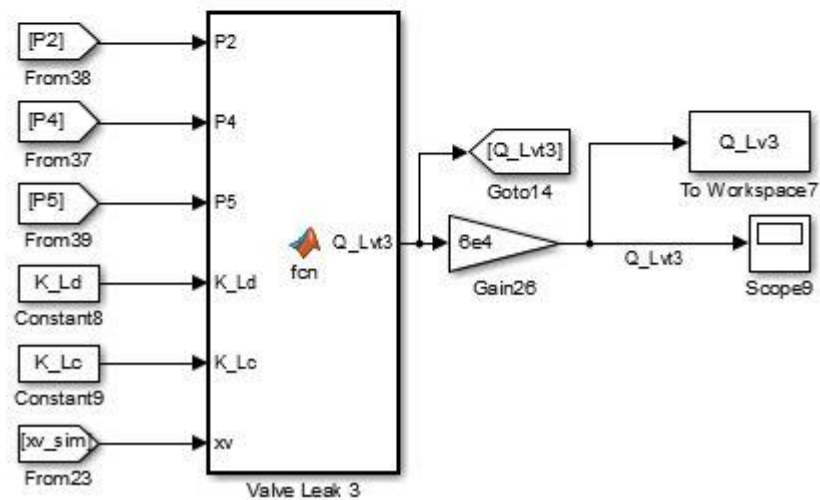 [P2]
From38
[P4]
From37
[P5]
From39
K_Ld
Constant8
K_Lc
Constant9
[xv_sim]
From23
P2
P4
P5
K_Ld
K_Lc
xv
fcn
Q_Lvt3
Valve Leak 3
[Q_Lvt3]
Goto14
6e4
Gain26
Q_Lv3
To Workspace7
Q_Lvt3
Scope9